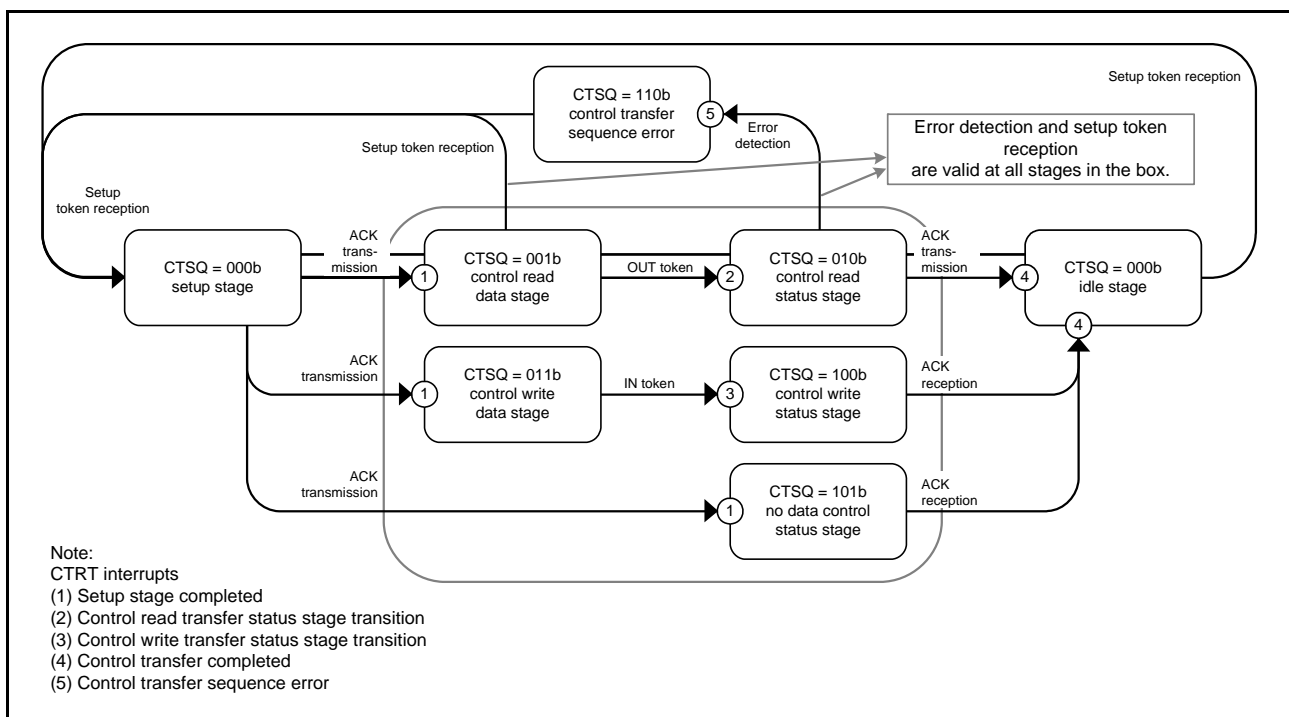 Setup token reception
CTSQ = 110b
control transfer
sequence error
5
Error
detection
Setup token reception
Error detection and setup token
reception
are valid at all stages in the box.
Setup
token reception
CTSQ = 000b
setup stage
ACK
trans-
mission
1
CTSQ = 001b
control read
data stage
OUT token
2
CTSQ = 010b
control read
status stage
ACK
trans-
mission
4
CTSQ = 000b
idle stage
4
ACK
transmission
1
CTSQ = 011b
control write
data stage
IN token
3
CTSQ = 100b
control write
status stage
ACK
reception
ACK
transmission
1
CTSQ = 101b
no data control
status stage
ACK
reception
Note:
CTRT interrupts
(1) Setup stage completed
(2) Control read transfer status stage transition
(3) Control write transfer status stage transition
(4) Control transfer completed
(5) Control transfer sequence error